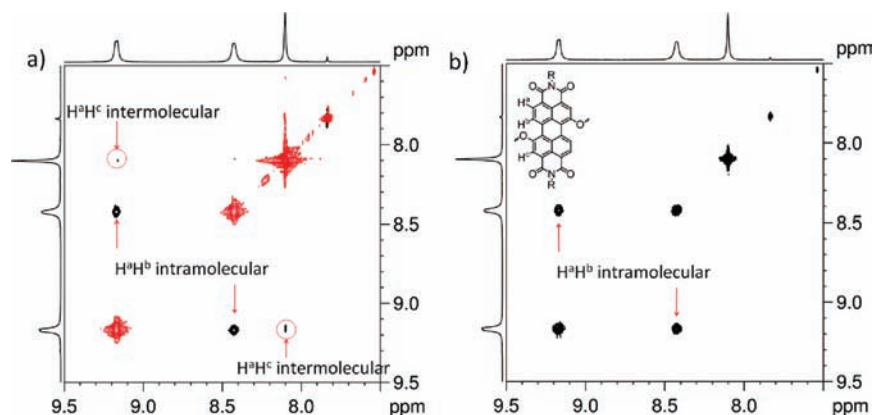 a)
ppm
HᵃHᶜ intermolecular
8.0
8.5
HᵃHᵇ intramolecular
9.0
HᵃHᶜ intermolecular
9.5
9.5 9.0 8.5 8.0 ppm
b)
ppm
R
O N O
Hᵃ
Hᵇ
O
O
Hᶜ
O N O
R
8.0
8.5
HᵃHᵇ intramolecular
9.0
9.5
9.5 9.0 8.5 8.0 ppm